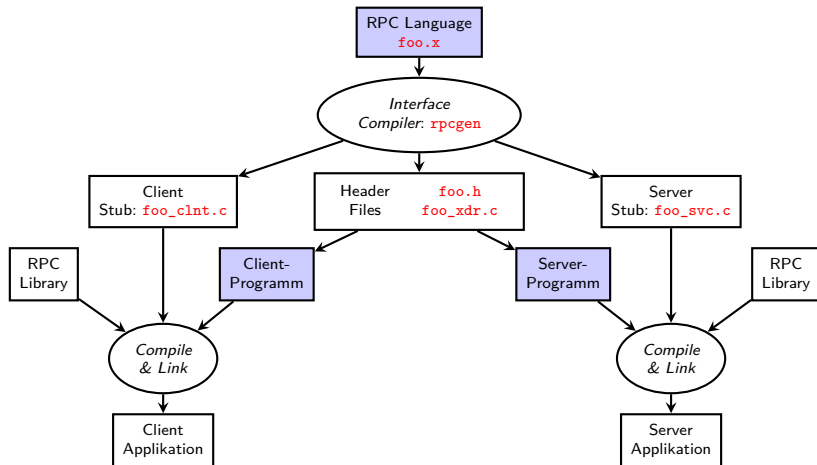 RPC Language
foo.x
Interface
Compiler: rpcgen
Client
Stub: foo_clnt.c
Header foo.h
Files foo_xdr.c
Server
Stub: foo_svc.c
RPC
Library
Client-
Programm
Server-
Programm
RPC
Library
Compile
& Link
Compile
& Link
Client
Applikation
Server
Applikation